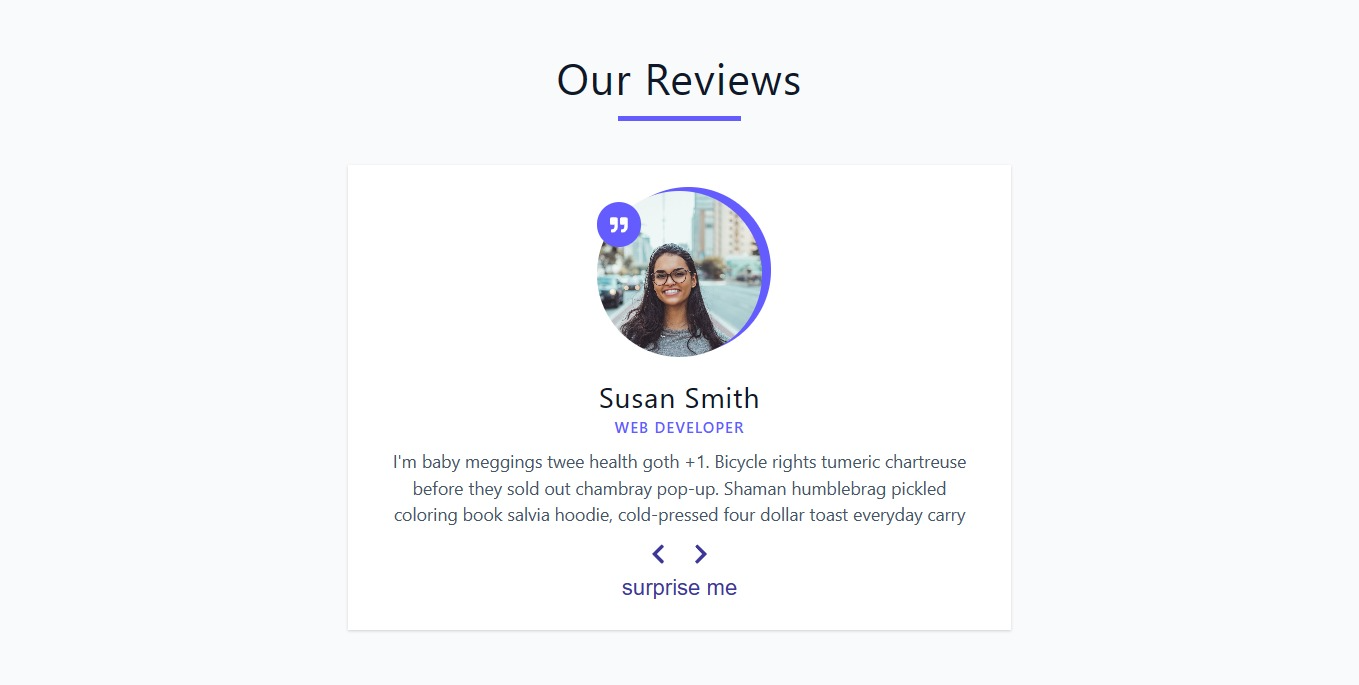 Our Reviews
Susan Smith
WEB DEVELOPER
I'm baby meggings twee health goth +1. Bicycle rights tumeric chartreuse
before they sold out chambray pop-up. Shaman humblebrag pickled
coloring book salvia hoodie, cold-pressed four dollar toast everyday carry
surprise me